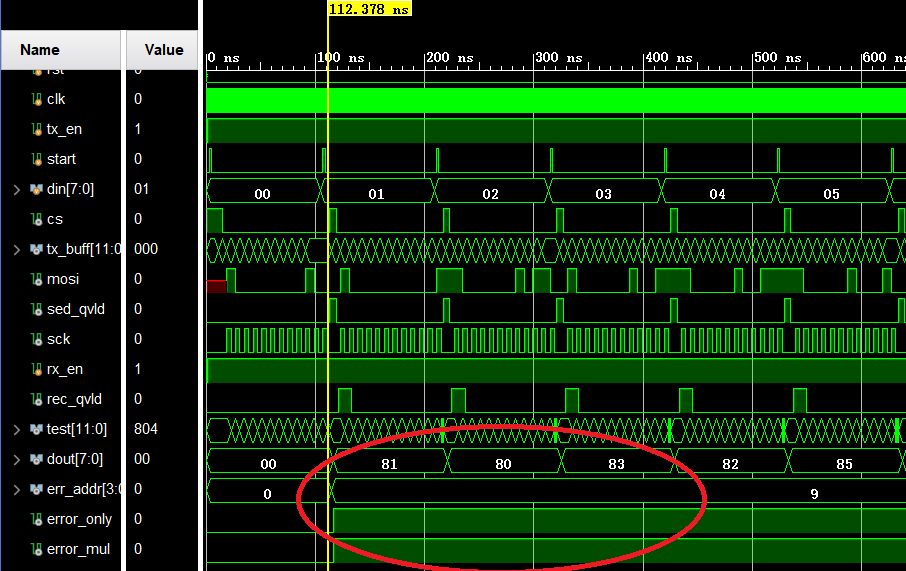 112.378 ns
Name Value
0 ns 100 ns 200 ns 300 ns 400 ns 500 ns 600
rst 0
clk 0
tx_en 1
start 0
din[7:0] 01 00 01 02 03 04 05
cs 0
tx_buff[11:0 000
mosi 0
sed_qvld 0
sck 0
rx_en 1
rec_qvld 0
test[11:0] 804
dout[7:0] 00 00 81 80 83 82 85
err_addr[3:0 0 0 9
error_only 0
error_mul 0